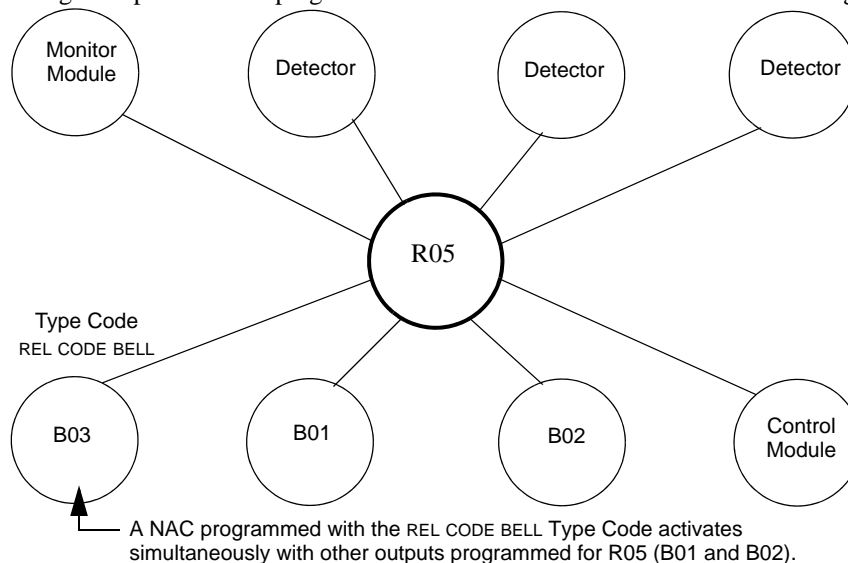 Monitor
Module
Detector
Detector
Detector
R05
Type Code
REL CODE BELL
B03
B01
B02
Control
Module
A NAC programmed with the REL CODE BELL Type Code activates
simultaneously with other outputs programmed for R05 (B01 and B02).